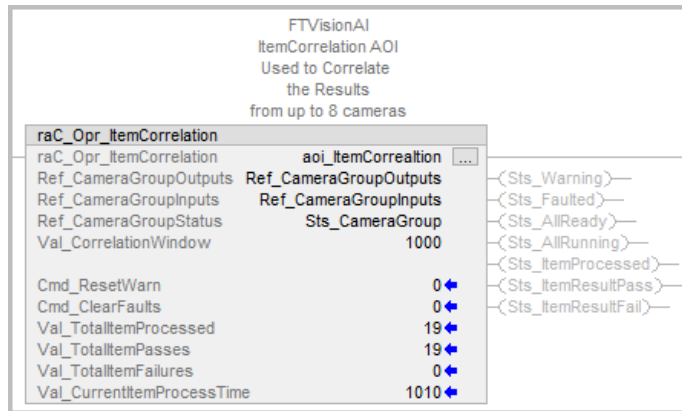 FTVisionAI
ItemCorrelation AOI
Used to Correlate
the Results
from up to 8 cameras
raC_Opr_ItemCorrelation
raC_Opr_ItemCorrelation aoi_ItemCorrealtion ...
Ref_CameraGroupOutputs Ref_CameraGroupOutputs (Sts_Warning)
Ref_CameraGroupInputs Ref_CameraGroupInputs (Sts_Faulted)
Ref_CameraGroupStatus Sts_CameraGroup (Sts_AllReady)
Val_CorrelationWindow 1000 (Sts_AllRunning)
(Sts_ItemProcessed)
Cmd_ResetWarn 0 (Sts_ItemResultPass)
Cmd_ClearFaults 0 (Sts_ItemResultFail)
Val_TotalItemProcessed 19
Val_TotalItemPasses 19
Val_TotalItemFailures 0
Val_CurrentItemProcessTime 1010